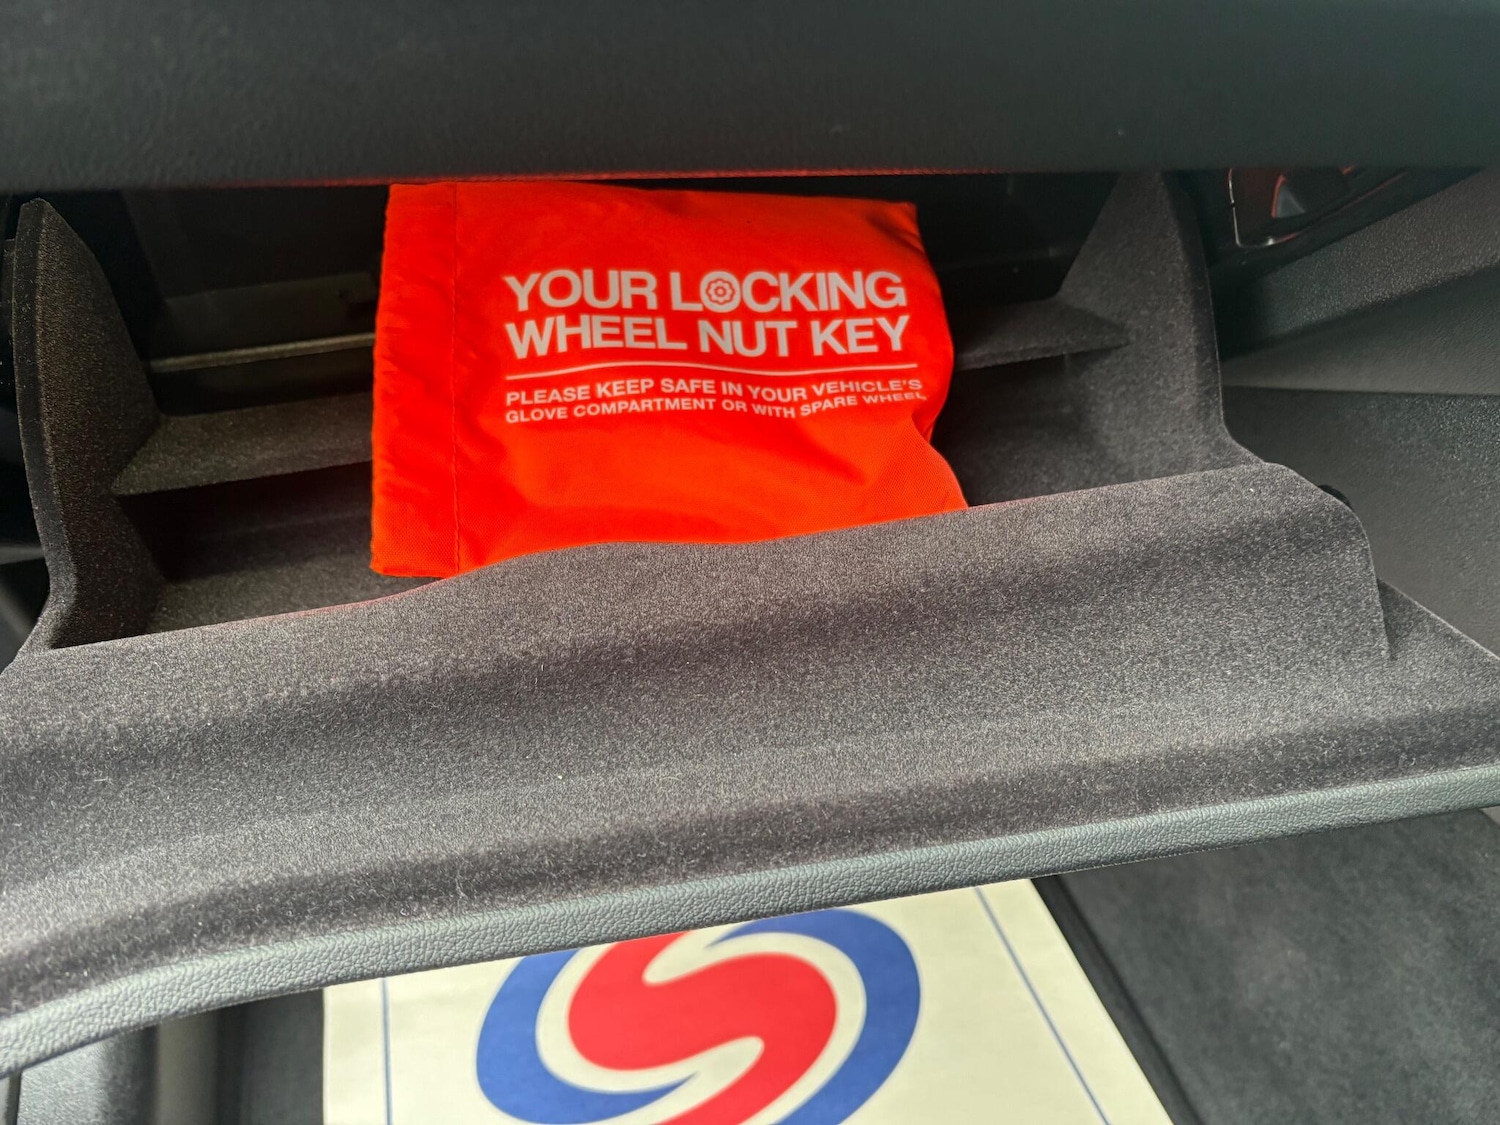 YOUR LOCKING
WHEEL NUT KEY
PLEASE KEEP SAFE IN YOUR VEHICLE'S
GLOVE COMPARTMENT OR WITH SPARE WHEEL